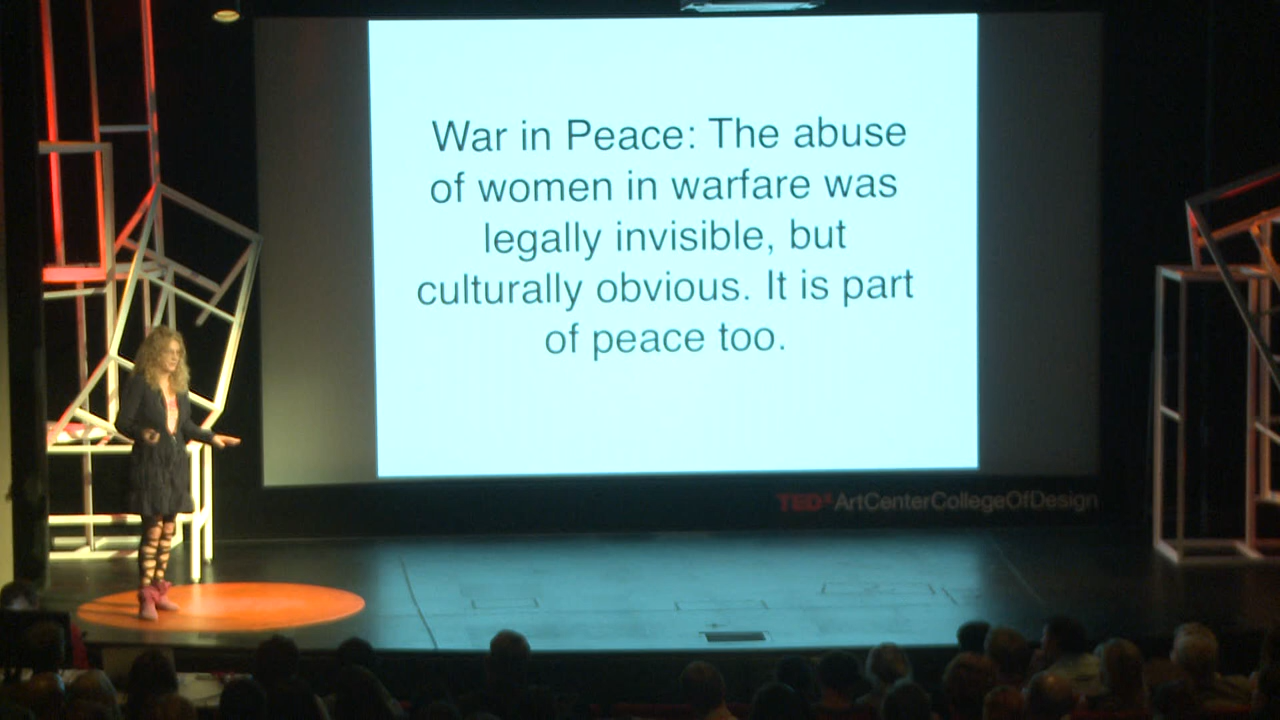 War in Peace: The abuse
of women in warfare was
legally invisible, but
culturally obvious. It is part
of peace too.
TEDxArtCenterCollegeOfDesign